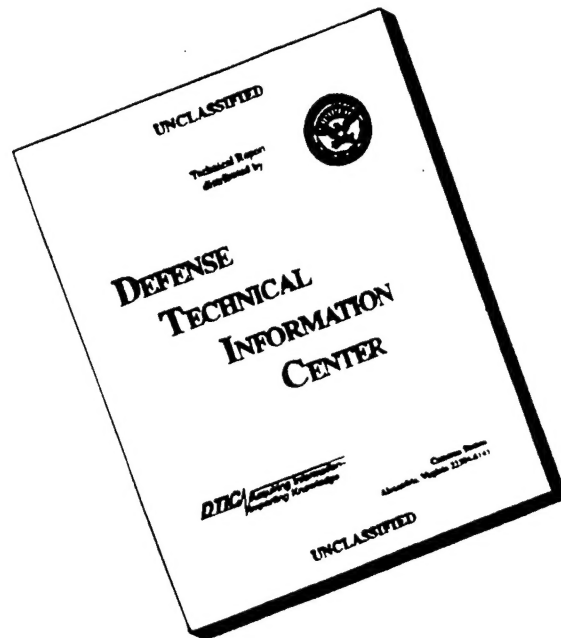 UNCLASSIFIED
Technical Report
distributed by
DEFENSE
TECHNICAL
INFORMATION
CENTER
DTIC Acquiring Information-
Imparting Knowledge
Cameron Station
Alexandria, Virginia 22304-6145
UNCLASSIFIED